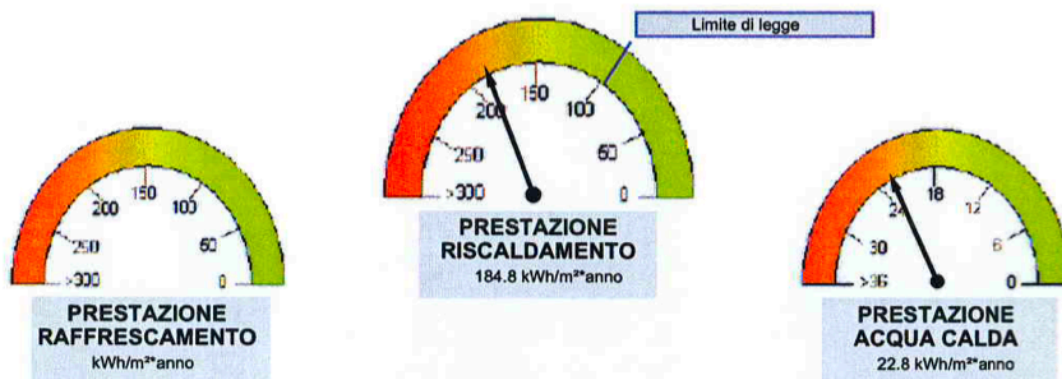 Limite di legge
150
200
100
250
50
>300
0
PRESTAZIONE
RISCALDAMENTO
184.8 kWh/m²*anno
150
200
100
250
50
>300
0
PRESTAZIONE
RAFFRESCAMENTO
kWh/m²*anno
18
24
12
30
6
>36
0
PRESTAZIONE
ACQUA CALDA
22.8 kWh/m²*anno